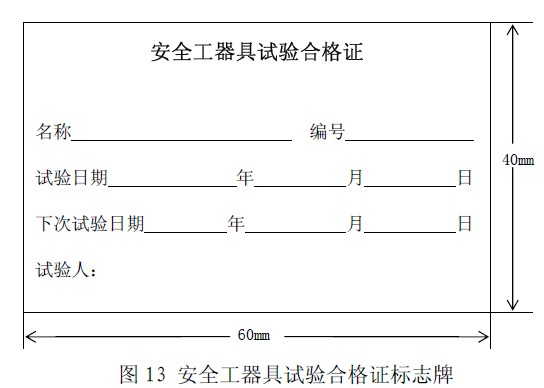 安全工器具试验合格证
名称 编号
40mm
试验日期 年 月 日
下次试验日期 年 月 日
试验人：
60mm
图 13 安全工器具试验合格证标志牌